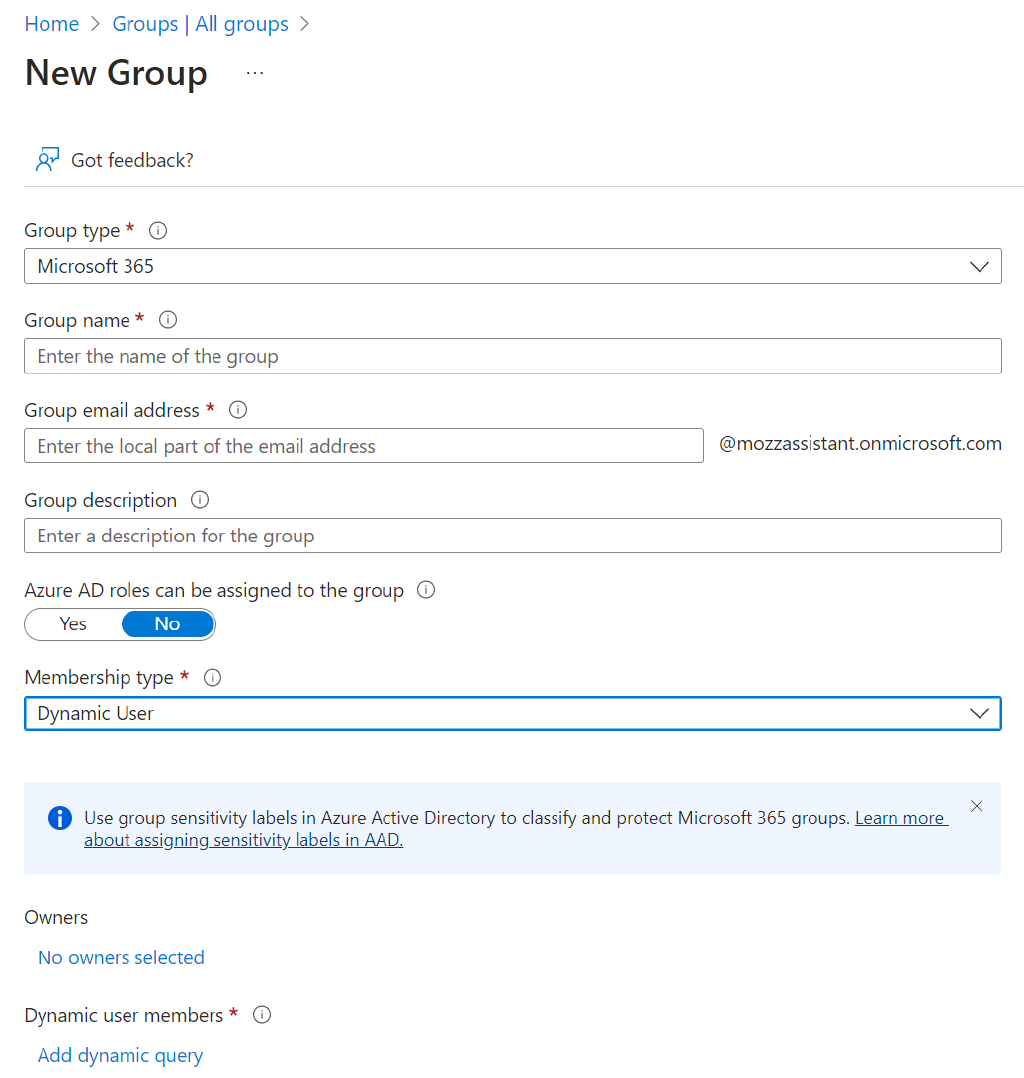 Home > Groups | All groups >
New Group ...
Got feedback?
Group type *
Microsoft 365
Group name *
Enter the name of the group
Group email address *
Enter the local part of the email address @mozzassistant.onmicrosoft.com
Group description
Enter a description for the group
Azure AD roles can be assigned to the group
Yes No
Membership type *
Dynamic User
Use group sensitivity labels in Azure Active Directory to classify and protect Microsoft 365 groups. Learn more
about assigning sensitivity labels in AAD.
Owners
No owners selected
Dynamic user members *
Add dynamic query